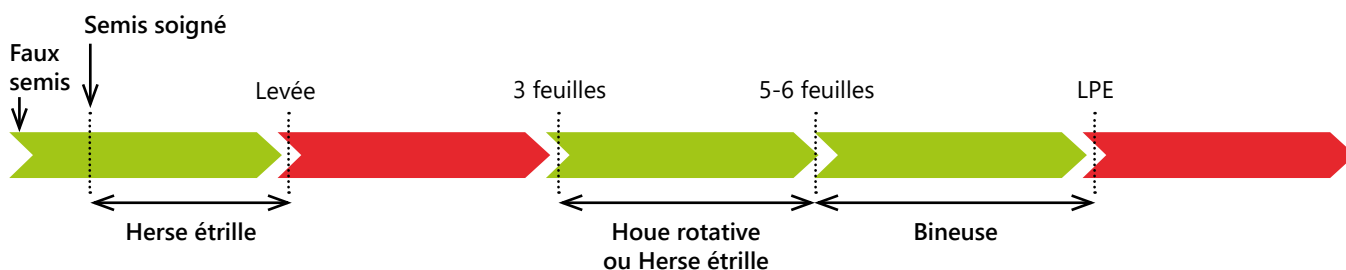 Semis soigné
Faux
semis
Levée
3 feuilles
5-6 feuilles
LPE
Herse étrille
Houe rotative
ou Herse étrille
Bineuse